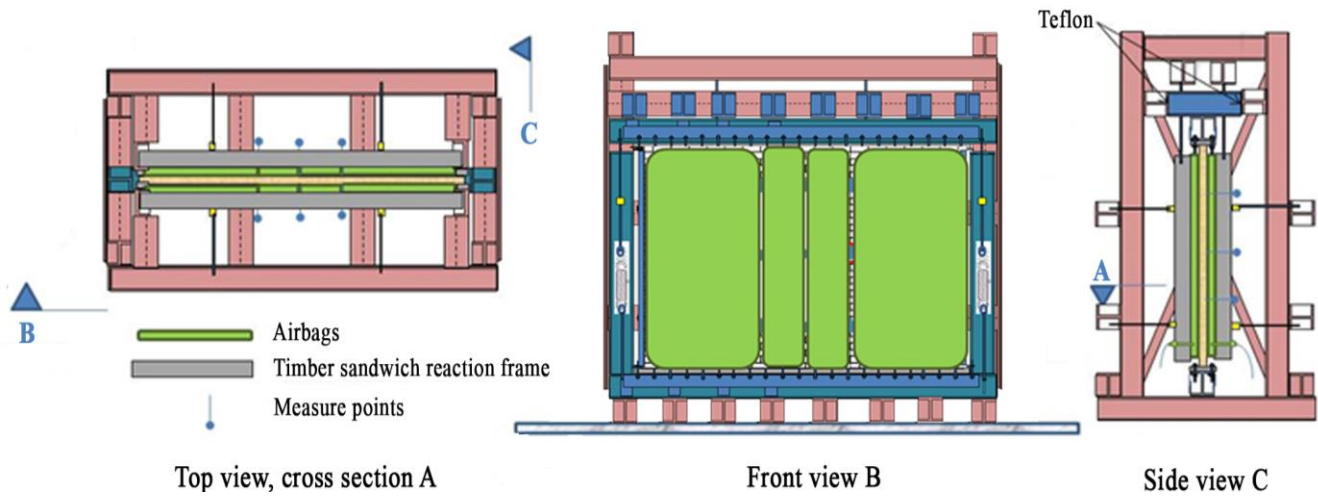 Teflon
C
A
B
Airbags
Timber sandwich reaction frame
Measure points
Top view, cross section A
Front view B
Side view C